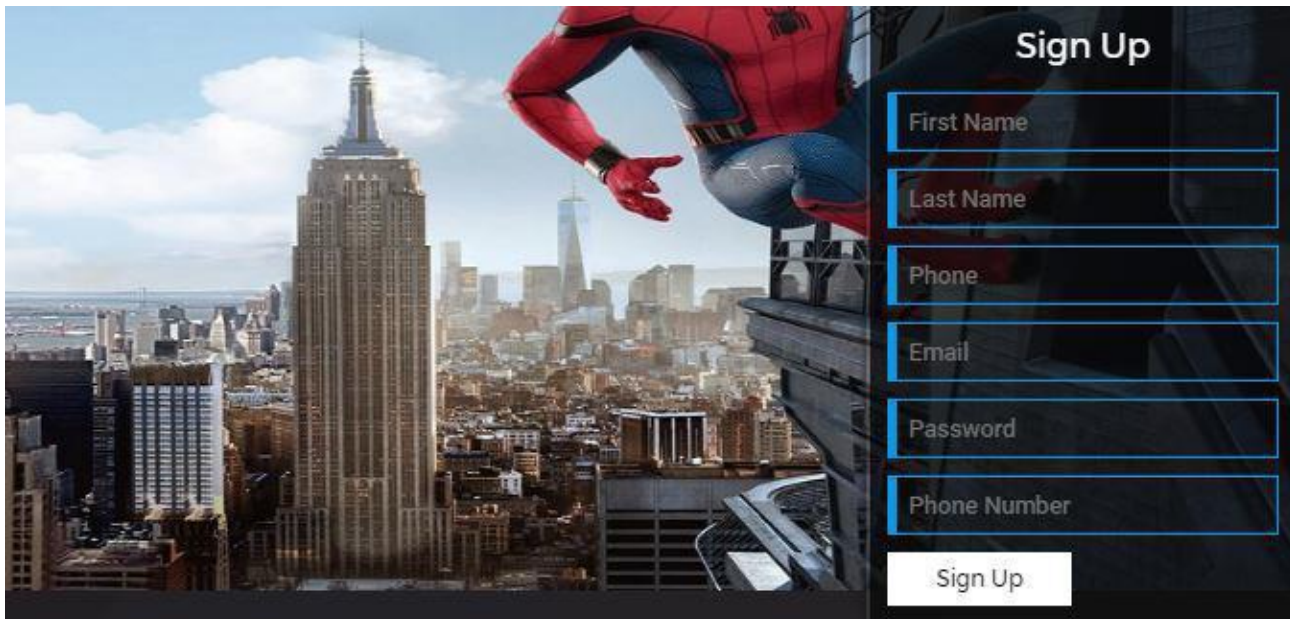 Sign Up
First Name
Last Name
Phone
Email
Password
Phone Number
Sign Up